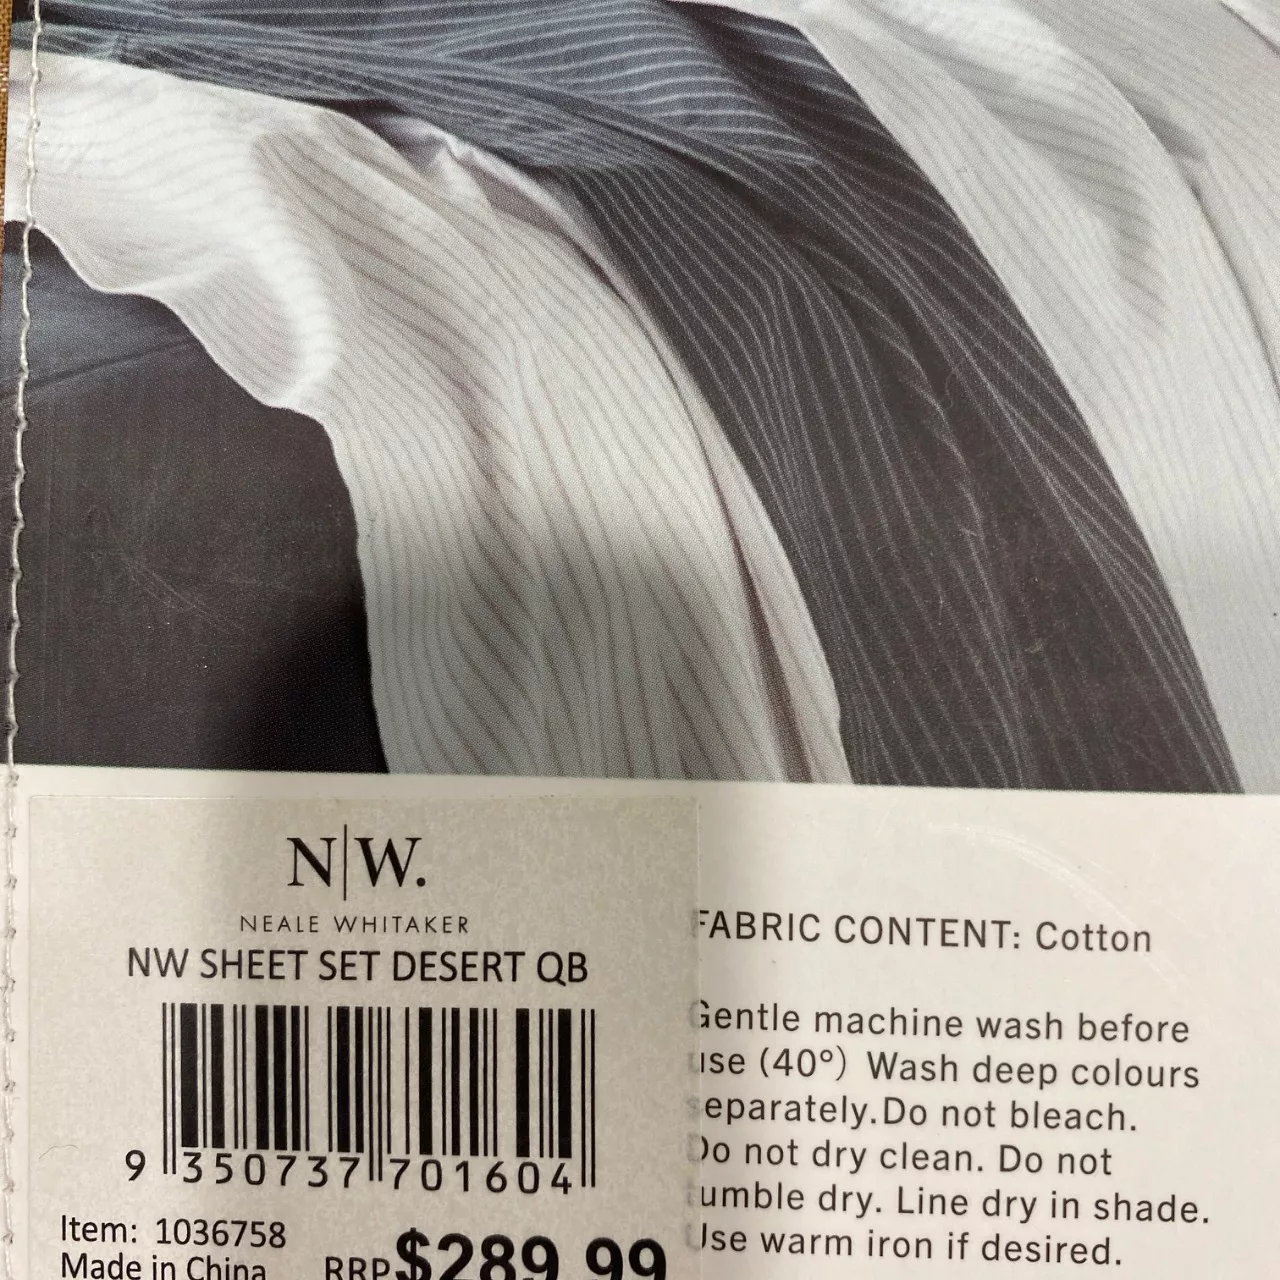 N|W.
NEALE WHITAKER
NW SHEET SET DESERT QB
9 350737 701604
Item: 1036758
Made in China
RRP $289.99
FABRIC CONTENT: Cotton
Gentle machine wash before
use (40°) Wash deep colours
separately.Do not bleach.
Do not dry clean. Do not
tumble dry. Line dry in shade.
Use warm iron if desired.